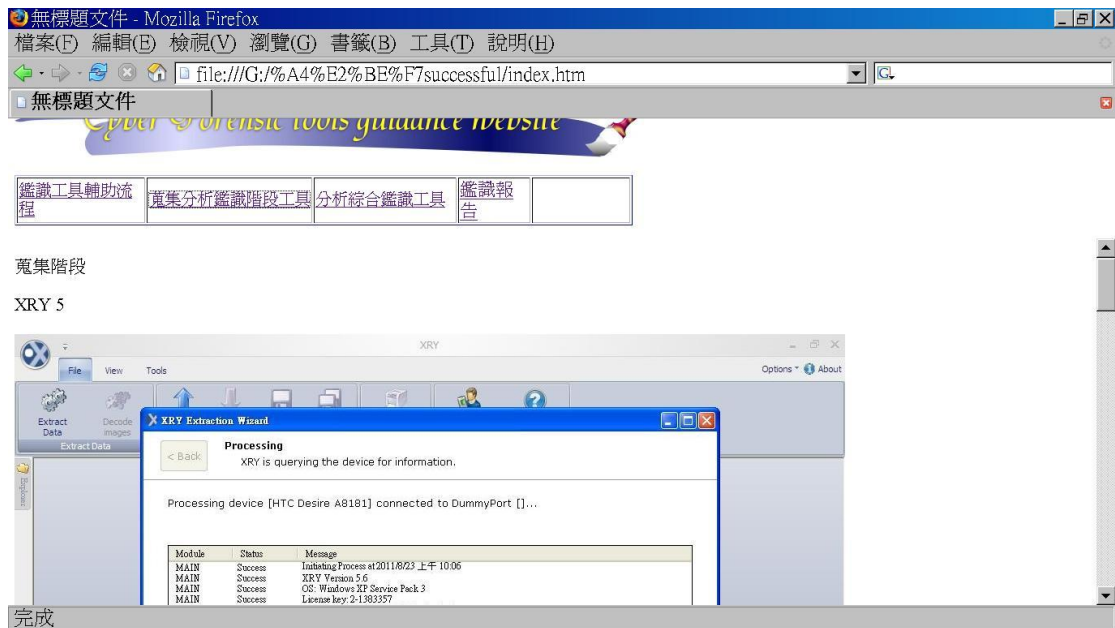 無標題文件 - Mozilla Firefox
檔案(F) 編輯(E) 檢視(V) 瀏覽(G) 書籤(B) 工具(T) 說明(H)
file:///G:/%A4%E2%BE%F7successful/index.htm
G
無標題文件
Cyber Forensic tools guidance website
鑑識工具輔助流程
蒐集分析鑑識階段工具
分析綜合鑑識工具
鑑識報告
蒐集階段
XRY 5
XRY
File View Tools Options About
Extract Data
Decode images
Extract Data
Explorer
XRY Extraction Wizard
< Back
Processing
XRY is querying the device for information.
Processing device [HTC Desire A8181] connected to DummyPort []...
Module Status Message
MAIN Success Initiating Process at 2011/8/23 上午 10:06
MAIN Success XRY Version 5.6
MAIN Success OS: Windows XP Service Pack 3
MAIN Success License key: 2-1383357
完成